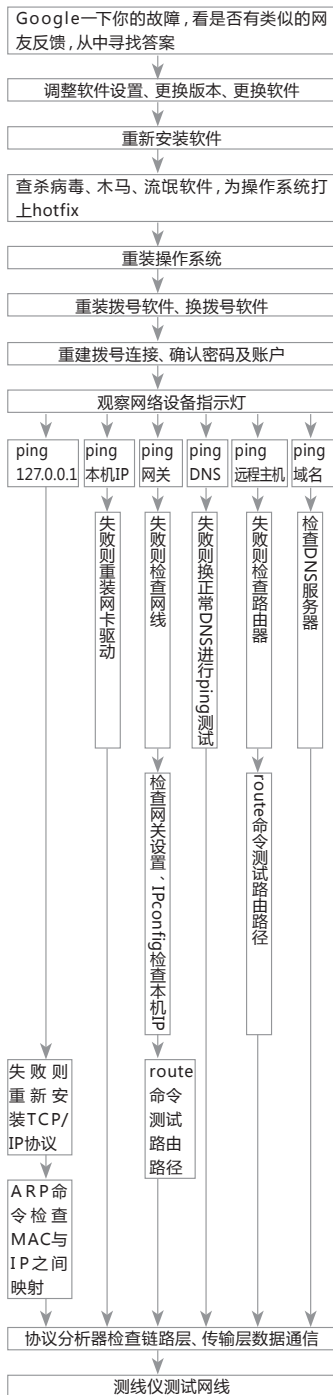 Google一下你的故障,看是否有类似的网
友反馈,从中寻找答案
调整软件设置、更换版本、更换软件
重新安装软件
查杀病毒、木马、流氓软件,为操作系统打
上hotfix
重装操作系统
重装拨号软件、换拨号软件
重建拨号连接、确认密码及账户
观察网络设备指示灯
ping
127.0.0.1
ping
本机IP
ping
网关
ping
DNS
ping
远程主机
ping
域名
失败则重装网卡驱动
失败则检查网线
失败则换正常DNS进行ping测试
失败则检查路由器
检查DNS服务器
检查网关设置、IPconfig检查本机IP
route命令测试路由路径
失败则
重新安
装TCP/
IP协议
route
命令
测试
路由
路径
ARP命
令检查
MAC与
IP之间
映射
协议分析器检查链路层、传输层数据通信
测线仪测试网线